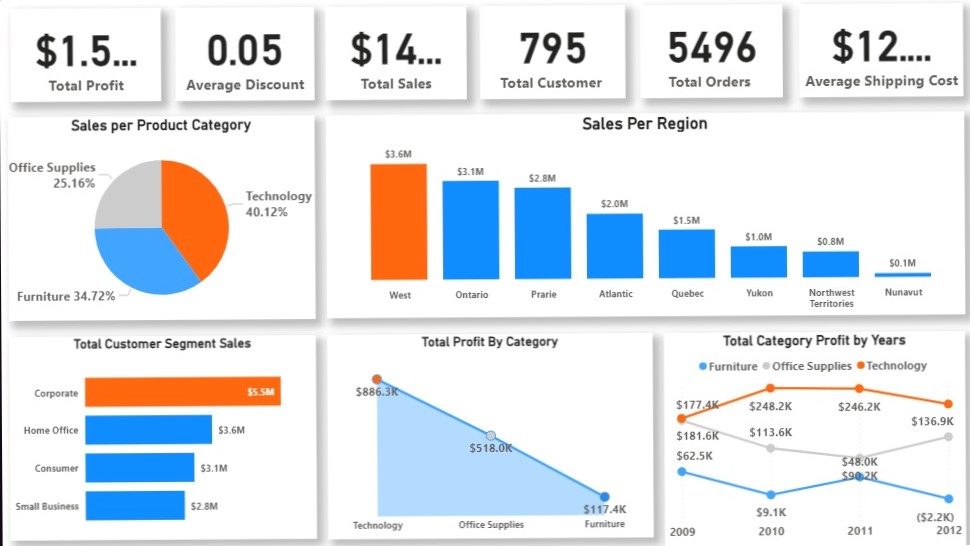 $1.5...
Total Profit
0.05
Average Discount
$14...
Total Sales
795
Total Customer
5496
Total Orders
$12....
Average Shipping Cost
Sales per Product Category
Office Supplies
25.16%
Technology
40.12%
Furniture 34.72%
Sales Per Region
$3.6M
$3.1M
$2.8M
$2.0M
$1.5M
$1.0M
$0.8M
$0.1M
West
Ontario
Prarie
Atlantic
Quebec
Yukon
Northwest
Territories
Nunavut
Total Customer Segment Sales
Corporate
$5.5M
Home Office
$3.6M
Consumer
$3.1M
Small Business
$2.8M
Total Profit By Category
$886.3K
$518.0K
$117.4K
Technology
Office Supplies
Furniture
Total Category Profit by Years
Furniture
Office Supplies
Technology
$177.4K
$248.2K
$246.2K
$136.9K
$181.6K
$113.6K
$48.0K
$62.5K
$9.1K
$90.2K
($2.2K)
2009
2010
2011
2012